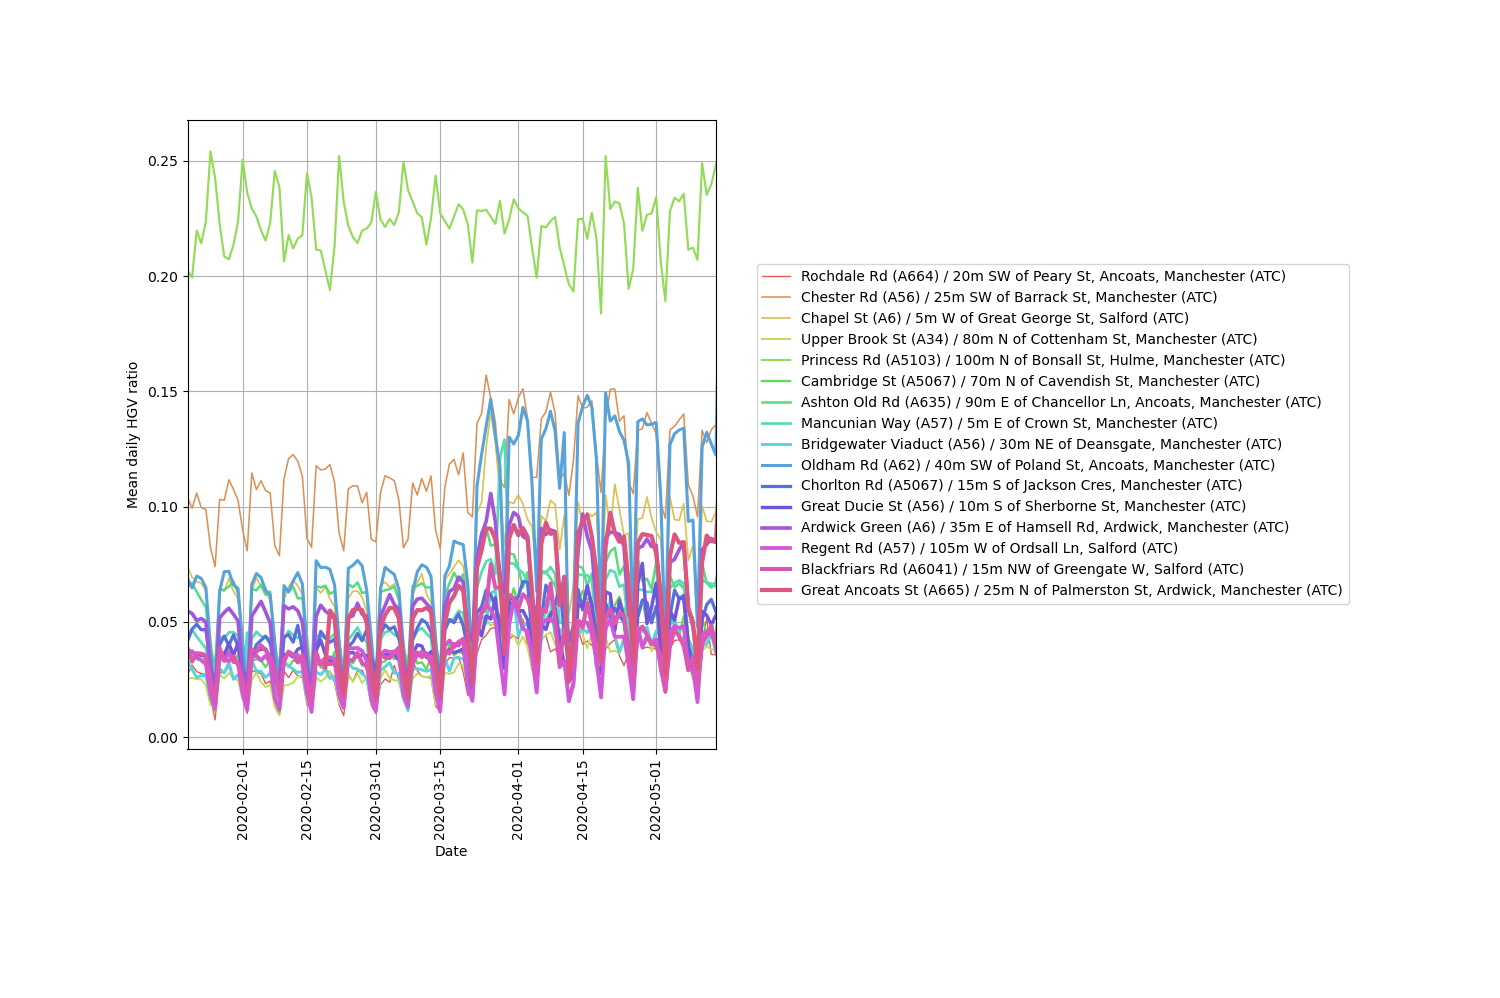 0.25
0.20
0.15
0.10
0.05
0.00
Mean daily HGV ratio
2020-02-01
2020-02-15
2020-03-01
2020-03-15
2020-04-01
2020-04-15
2020-05-01
Date
Rochdale Rd (A664) / 20m SW of Peary St, Ancoats, Manchester (ATC)
Chester Rd (A56) / 25m SW of Barrack St, Manchester (ATC)
Chapel St (A6) / 5m W of Great George St, Salford (ATC)
Upper Brook St (A34) / 80m N of Cottenham St, Manchester (ATC)
Princess Rd (A5103) / 100m N of Bonsall St, Hulme, Manchester (ATC)
Cambridge St (A5067) / 70m N of Cavendish St, Manchester (ATC)
Ashton Old Rd (A635) / 90m E of Chancellor Ln, Ancoats, Manchester (ATC)
Mancunian Way (A57) / 5m E of Crown St, Manchester (ATC)
Bridgewater Viaduct (A56) / 30m NE of Deansgate, Manchester (ATC)
Oldham Rd (A62) / 40m SW of Poland St, Ancoats, Manchester (ATC)
Chorlton Rd (A5067) / 15m S of Jackson Cres, Manchester (ATC)
Great Ducie St (A56) / 10m S of Sherborne St, Manchester (ATC)
Ardwick Green (A6) / 35m E of Hamsell Rd, Ardwick, Manchester (ATC)
Regent Rd (A57) / 105m W of Ordsall Ln, Salford (ATC)
Blackfriars Rd (A6041) / 15m NW of Greengate W, Salford (ATC)
Great Ancoats St (A665) / 25m N of Palmerston St, Ardwick, Manchester (ATC)